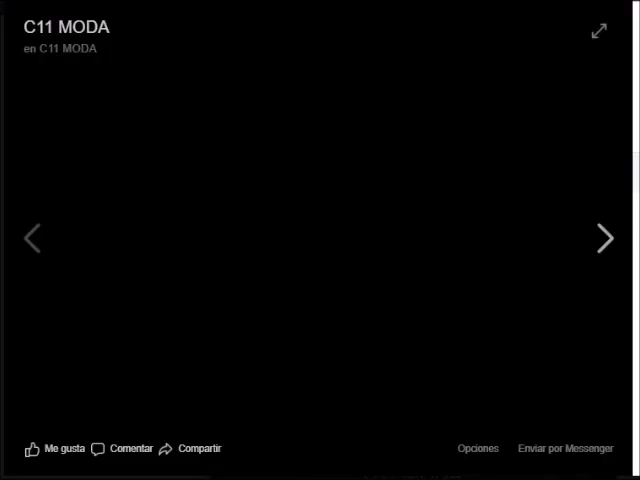 C11 MODA
en C11 MODA
Me gusta Comentar Compartir Opciones Enviar por Messenger